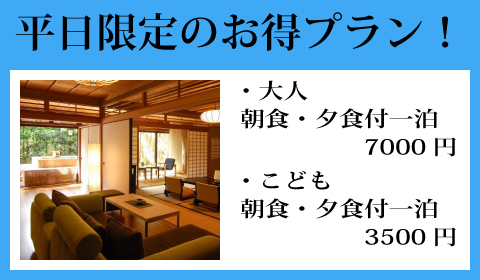 平日限定のお得プラン！
・大人
朝食・夕食付一泊
7000 円
・こども
朝食・夕食付一泊
3500 円